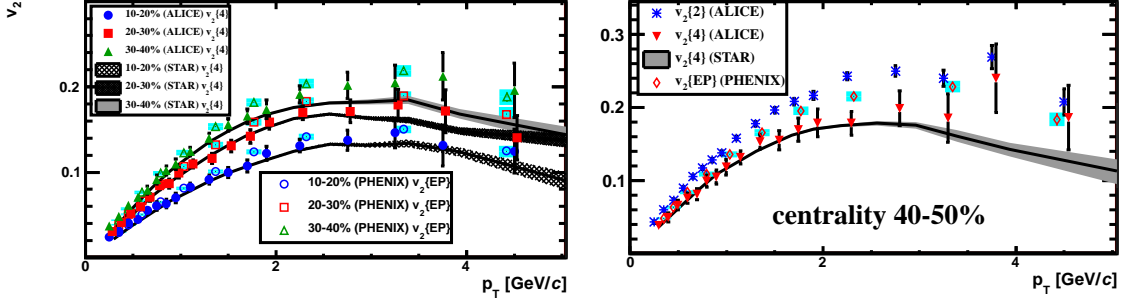 v2
10-20% (ALICE) v2{4}
20-30% (ALICE) v2{4}
30-40% (ALICE) v2{4}
10-20% (STAR) v2{4}
20-30% (STAR) v2{4}
30-40% (STAR) v2{4}
0.2
0.1
10-20% (PHENIX) v2{EP}
20-30% (PHENIX) v2{EP}
30-40% (PHENIX) v2{EP}
0 2 4
pT [GeV/c]
v2{2} (ALICE)
v2{4} (ALICE)
v2{4} (STAR)
v2{EP} (PHENIX)
0.3
0.2
0.1
centrality 40-50%
0 2 4
pT [GeV/c]